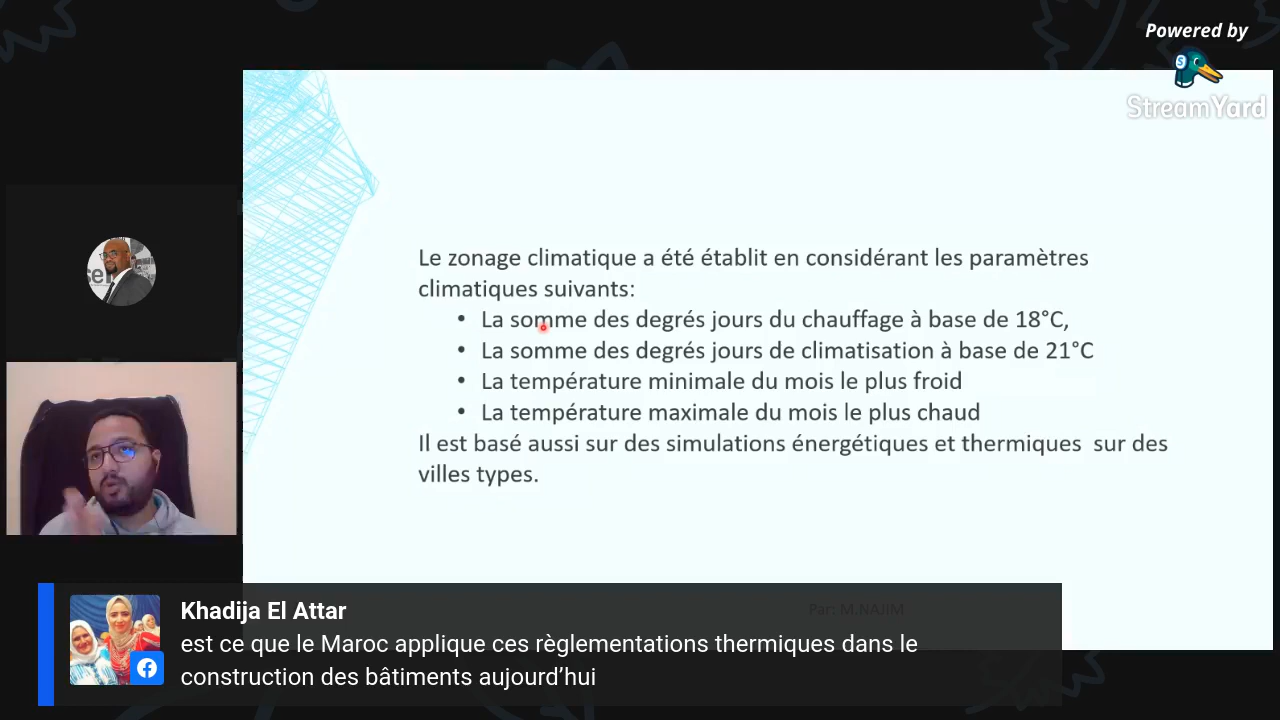 Powered by
StreamYard
Le zonage climatique a été établit en considérant les paramètres
climatiques suivants:
• La somme des degrés jours du chauffage à base de 18°C,
• La somme des degrés jours de climatisation à base de 21°C
• La température minimale du mois le plus froid
• La température maximale du mois le plus chaud
Il est basé aussi sur des simulations énergétiques et thermiques sur des
villes types.
Par: M.NAJIM
Khadija El Attar
est ce que le Maroc applique ces règlementations thermiques dans le
construction des bâtiments aujourd’hui